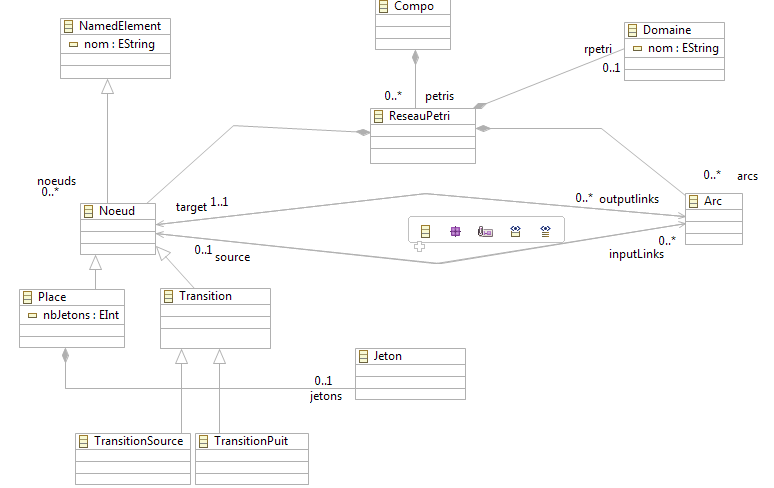 Compo
NamedElement
nom : EString
Domaine
nom : EString
rpetri
0..1
0..*
petris
ReseauPetri
noeuds
0..*
0..*
arcs
Noeud
target
1..1
0..*
outputlinks
Arc
0..1
source
0..*
inputLinks
Place
nbJetons : EInt
Transition
Jeton
0..1
jetons
TransitionSource
TransitionPuit